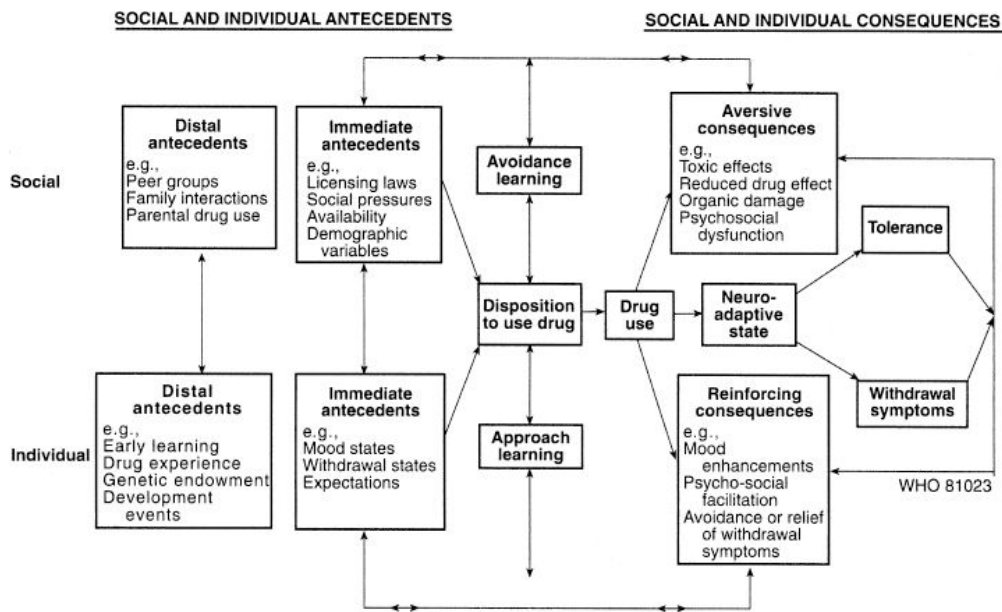 SOCIAL AND INDIVIDUAL ANTECEDENTS
SOCIAL AND INDIVIDUAL CONSEQUENCES
Social
Distal
antecedents
e.g.,
Peer groups
Family interactions
Parental drug use
Immediate
antecedents
e.g.,
Licensing laws
Social pressures
Availability
Demographic
variables
Avoidance
learning
Aversive
consequences
e.g.,
Toxic effects
Reduced drug effect
Organic damage
Psychosocial
dysfunction
Tolerance
Disposition
to use drug
Drug
use
Neuro-
adaptive
state
Withdrawal
symptoms
Individual
Distal
antecedents
e.g.,
Early learning
Drug experience
Genetic endowment
Development
events
Immediate
antecedents
e.g.,
Mood states
Withdrawal states
Expectations
Approach
learning
Reinforcing
consequences
e.g.,
Mood
enhancements
Psycho-social
facilitation
Avoidance or relief
of withdrawal
symptoms
WHO 81023